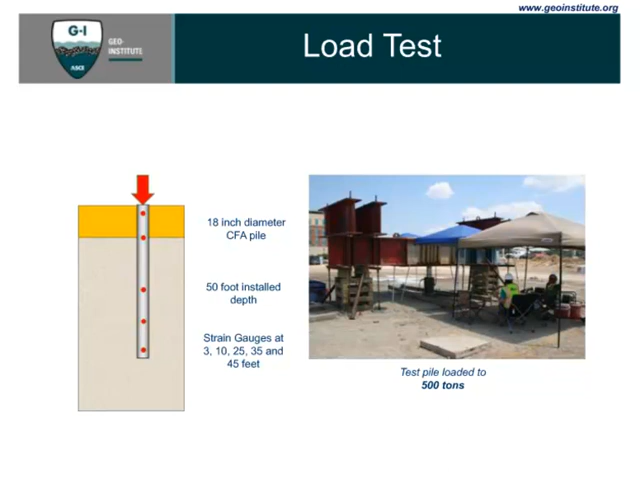 www.geoinstitute.org
G-I
GEO-
INSTITUTE
ASCE
Load Test
18 inch diameter
CFA pile
50 foot installed
depth
Strain Gauges at
3, 10, 25, 35 and
45 feet
Test pile loaded to
500 tons